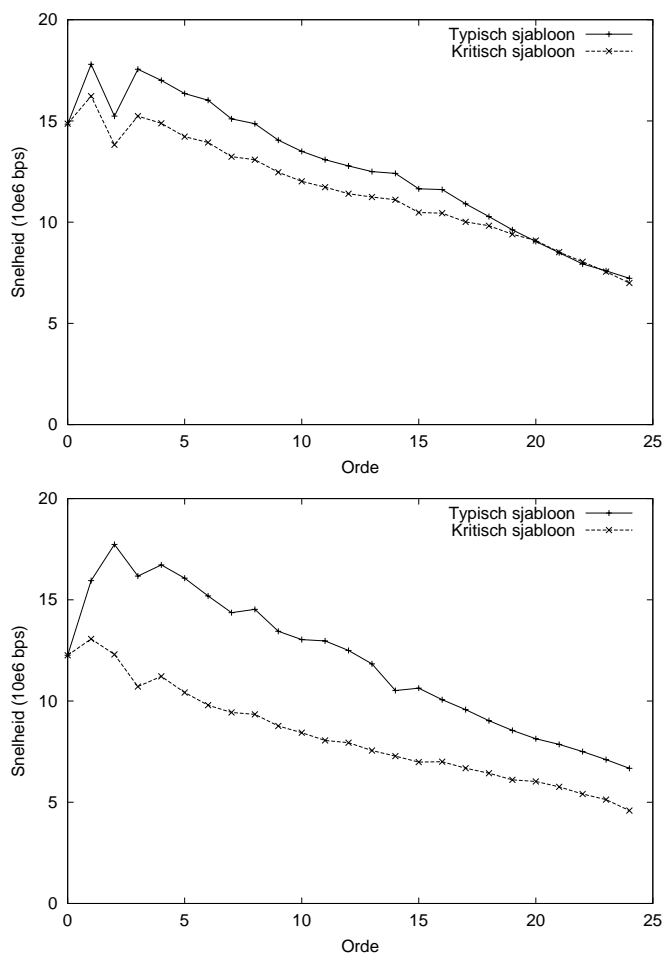 20
15
10
5
0
Snelheid (10e6 bps)
Typisch sjabloon
Kritisch sjabloon
0 5 10 15 20 25
Orde
20
15
10
5
0
Snelheid (10e6 bps)
Typisch sjabloon
Kritisch sjabloon
0 5 10 15 20 25
Orde